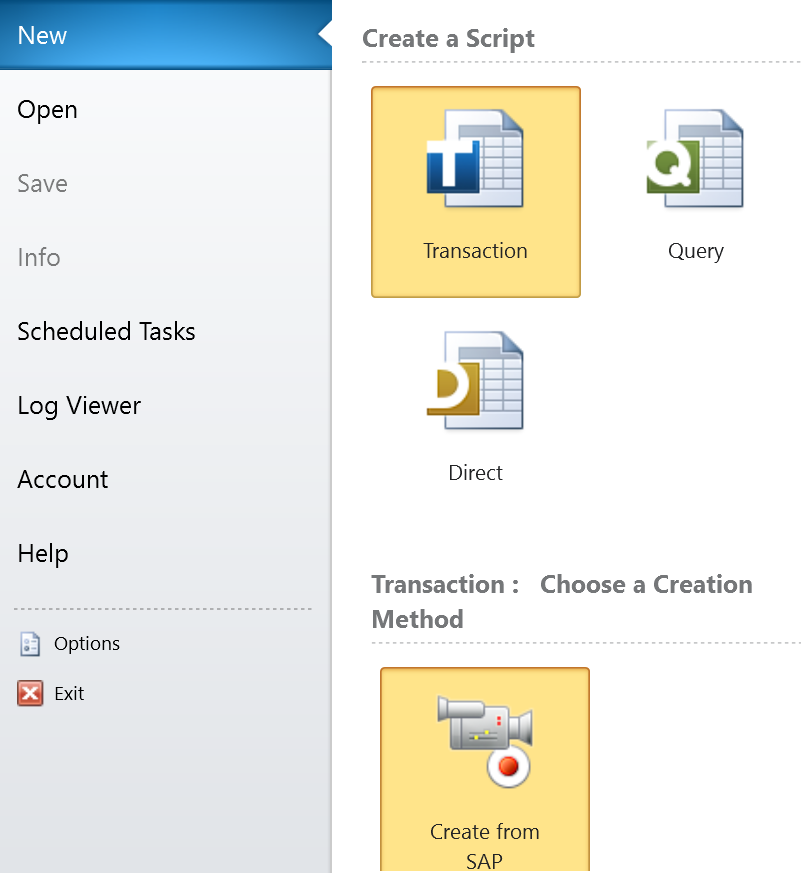 New
Open
Save
Info
Scheduled Tasks
Log Viewer
Account
Help
Options
Exit
Create a Script
T
Transaction
Q
Query
D
Direct
Transaction :   Choose a Creation
Method
Create from
SAP